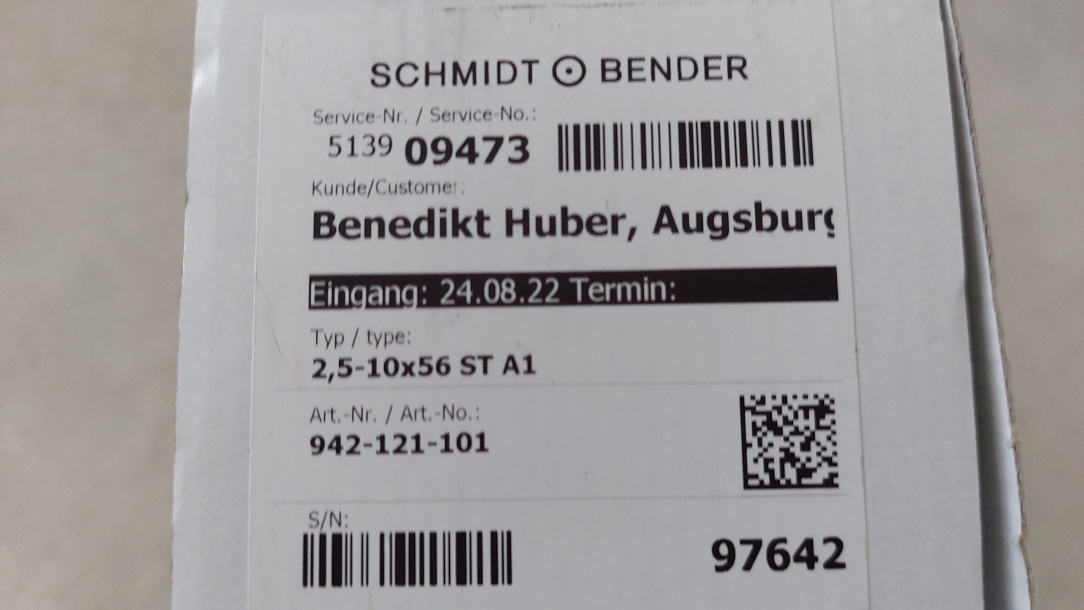 SCHMIDT BENDER
Service-Nr. / Service-No.:
5139 09473
Kunde/Customer:
Benedikt Huber, Augsburg
Eingang: 24.08.22 Termin:
Typ / type:
2,5-10x56 ST A1
Art.-Nr. / Art.-No.:
942-121-101
S/N:
97642